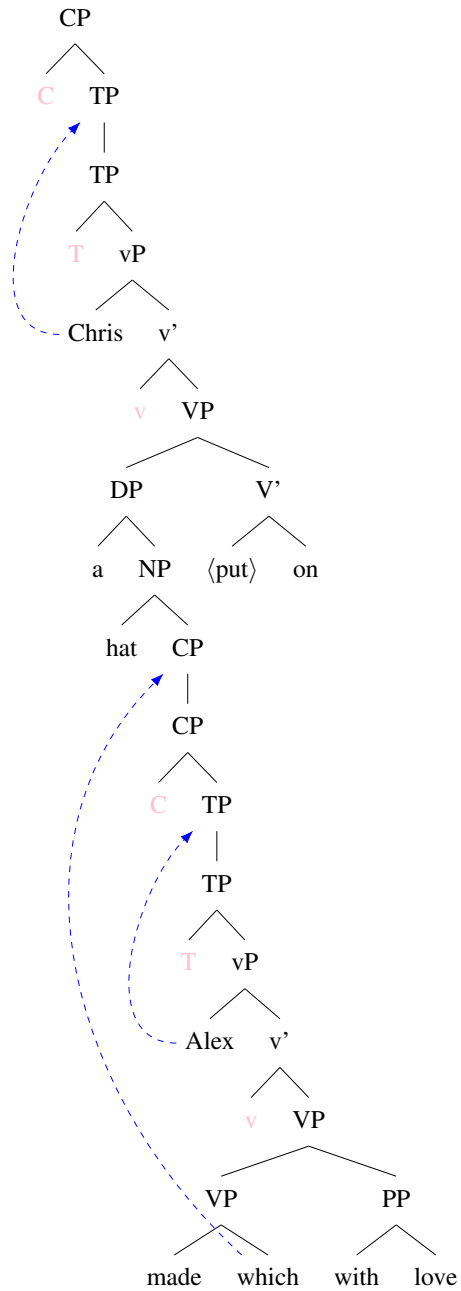 CP
C TP
TP
T vP
Chris v’
v VP
DP V’
a NP ⟨put⟩ on
hat CP
CP
C TP
TP
T vP
Alex v’
v VP
VP PP
made which with love